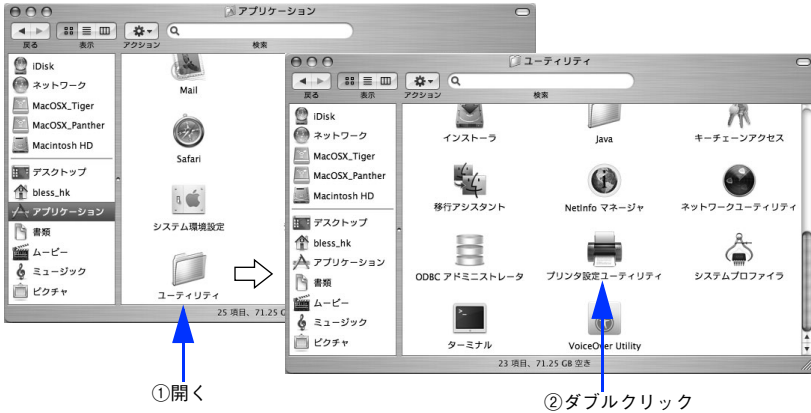 アプリケーション
戻る
表示
アクション
検索
iDisk
ネットワーク
MacOSX_Tiger
MacOSX_Panther
Macintosh HD
デスクトップ
bless_hk
アプリケーション
書類
ムービー
ミュージック
ピクチャ
Mail
Safari
システム環境設定
ユーティリティ
25 項目、71.25 G
ユーティリティ
戻る
表示
アクション
検索
iDisk
ネットワーク
MacOSX_Tiger
MacOSX_Panther
Macintosh HD
デスクトップ
bless_hk
アプリケーション
書類
ムービー
ミュージック
ピクチャ
インストーラ
Java
キーチェーンアクセス
移行アシスタント
NetInfo マネージャ
ネットワークユーティリティ
ODBC アドミニストレータ
プリンタ設定ユーティリティ
システムプロファイラ
ターミナル
VoiceOver Utility
23 項目、71.25 GB 空き
①開く
②ダブルクリック